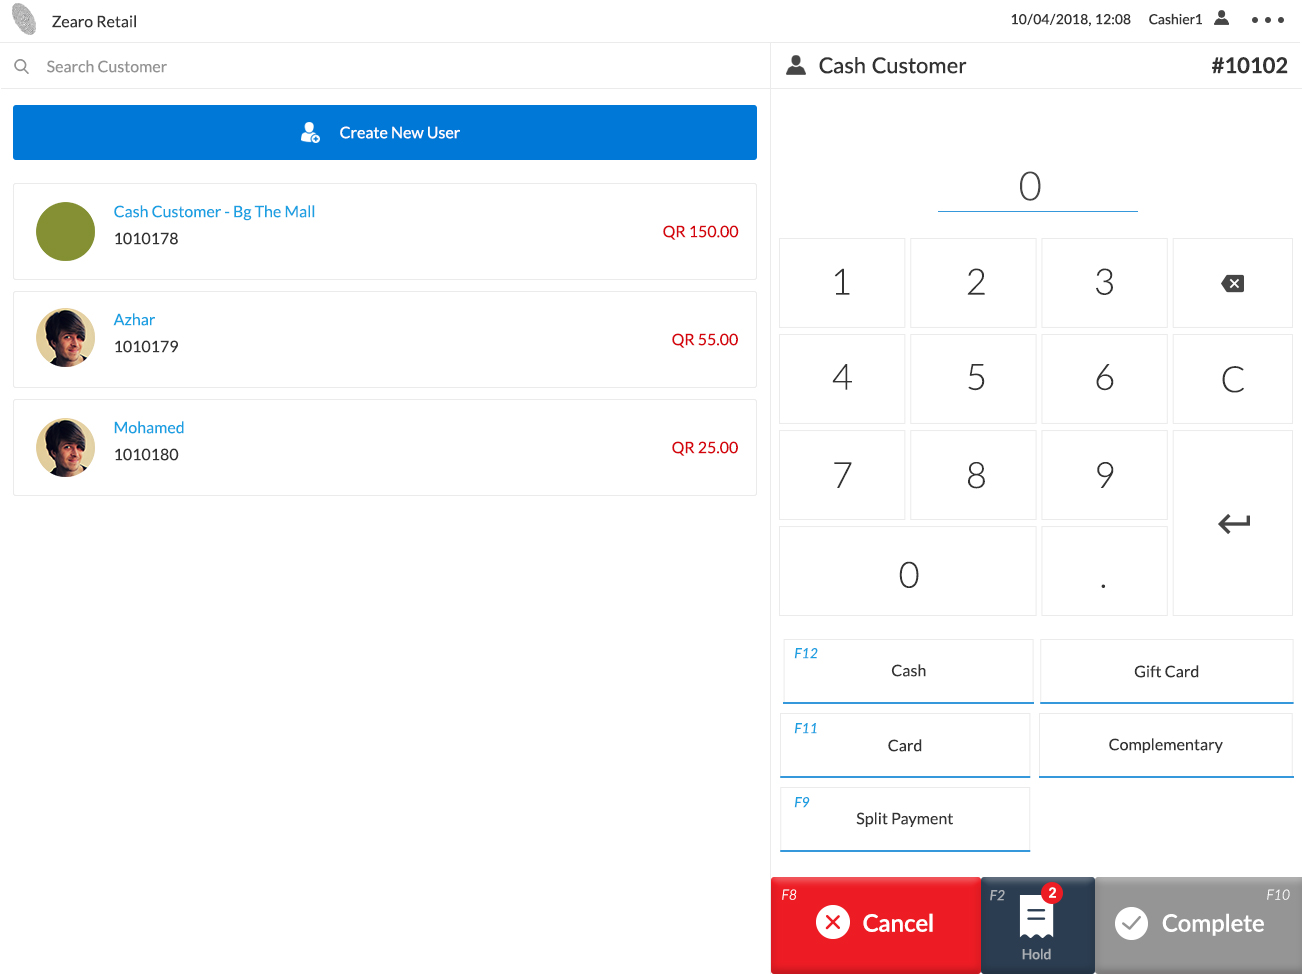 Zearo Retail
10/04/2018, 12:08 Cashier1
Search Customer
Create New User
Cash Customer - Bg The Mall
1010178
QR 150.00
Azhar
1010179
QR 55.00
Mohamed
1010180
QR 25.00
Cash Customer #10102
0
1 2 3
4 5 6 C
7 8 9
0 .
F12
Cash
Gift Card
F11
Card
Complementary
F9
Split Payment
F8
Cancel
F2
2
Hold
F10
Complete